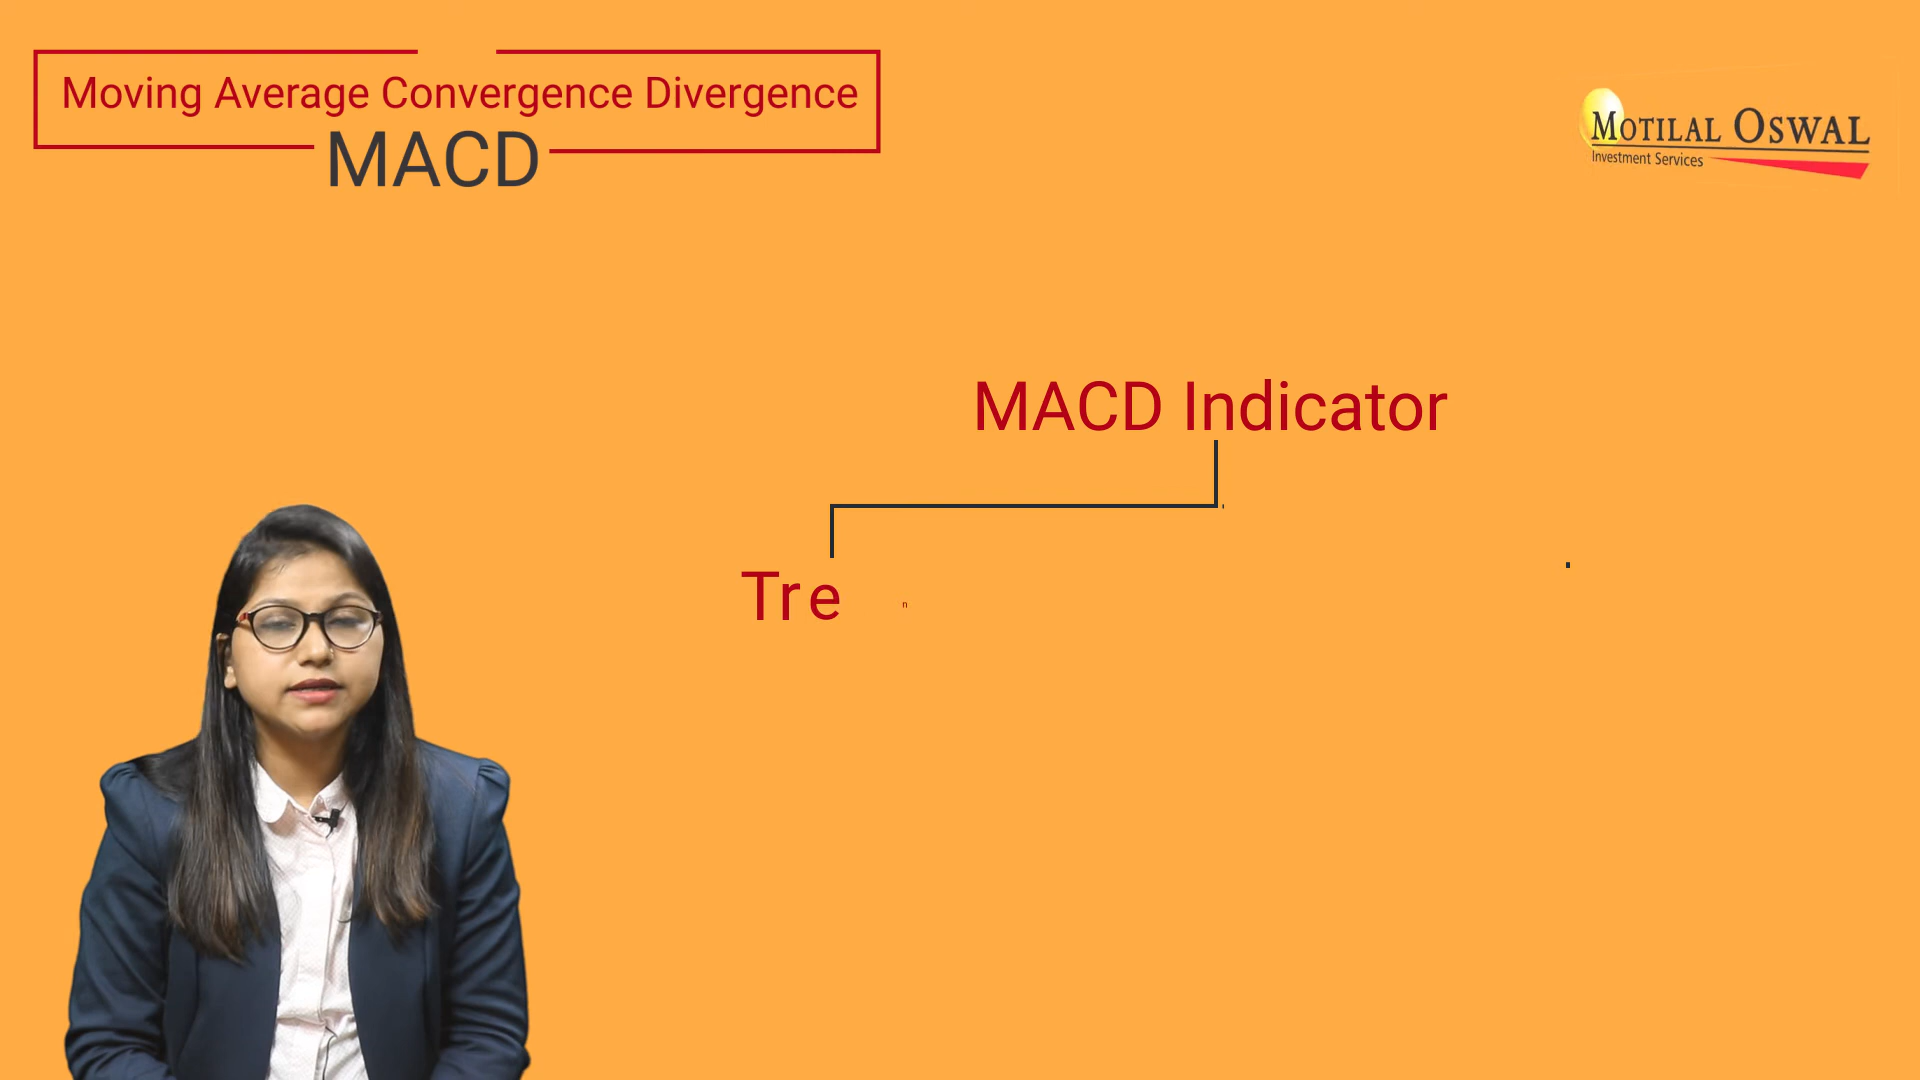 Moving Average Convergence Divergence
MACD
MOTILAL OSWAL
Investment Services
MACD Indicator
Tre n